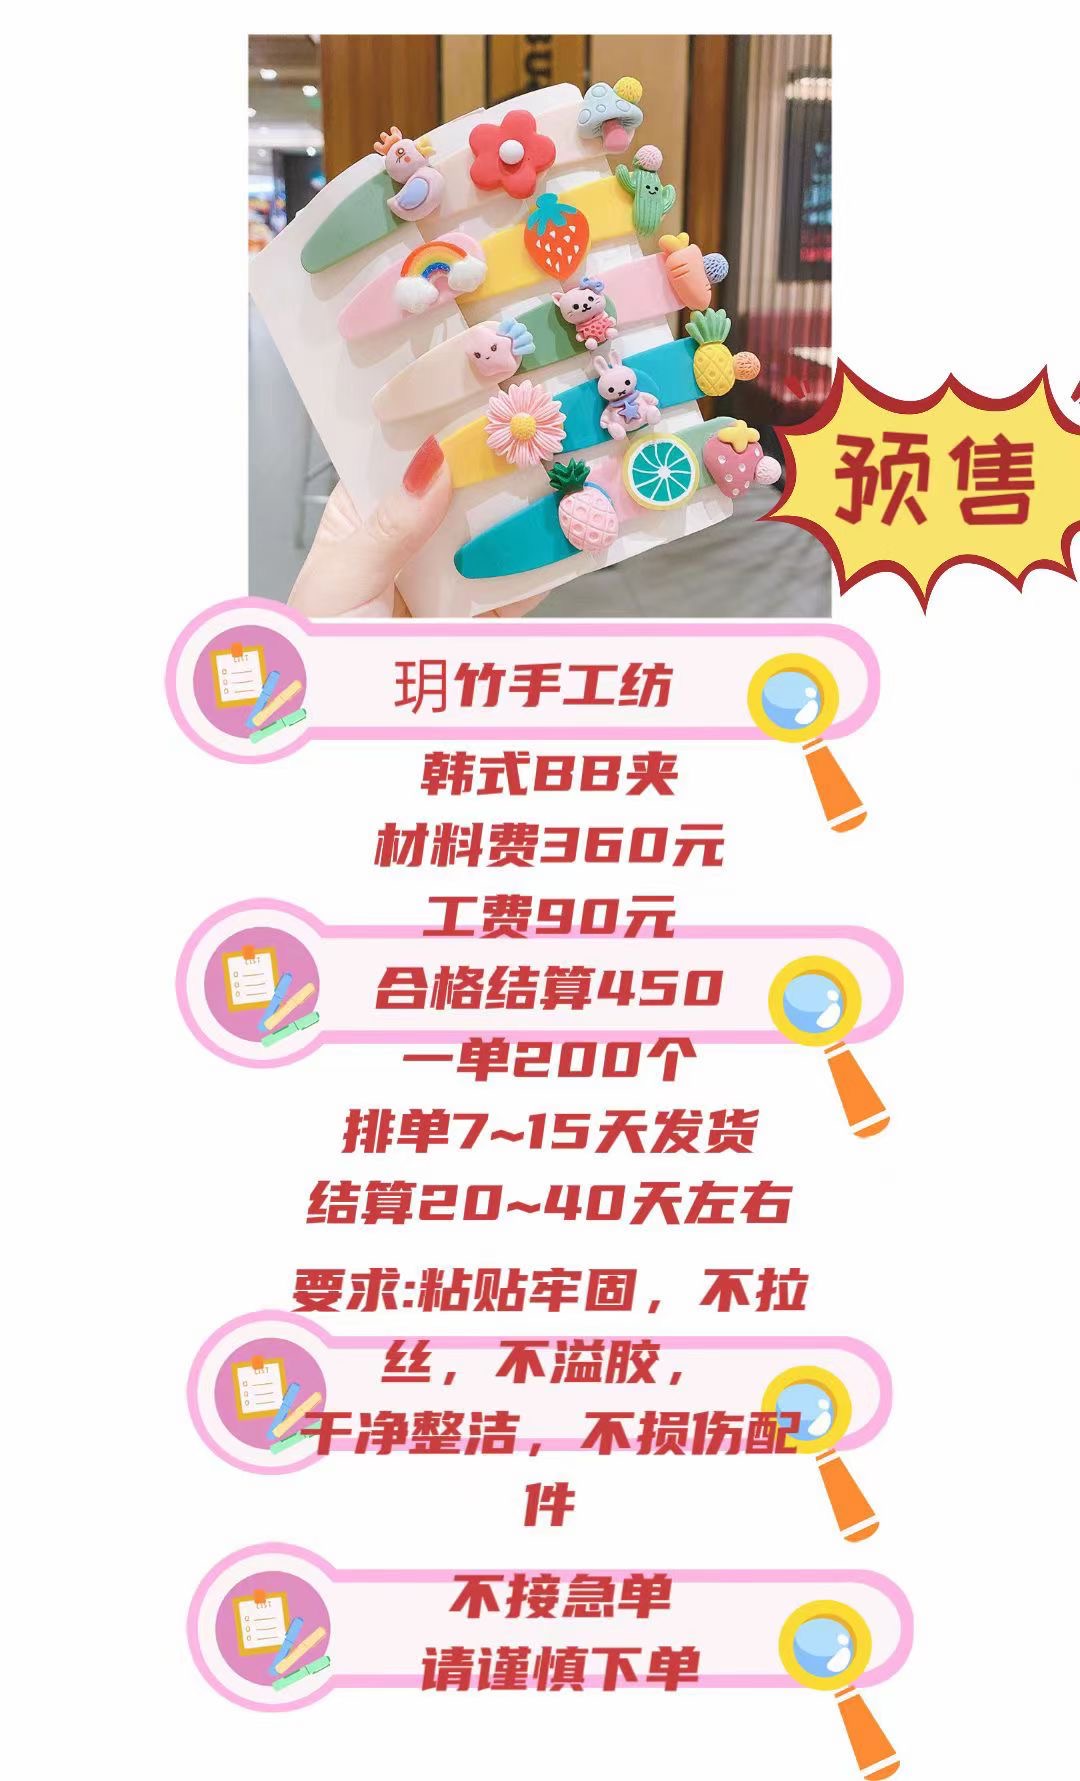 预售
玥竹手工纺
韩式BB夹
材料费360元
工费90元
合格结算450
一单200个
排单7~15天发货
结算20~40天左右
要求:粘贴牢固，不拉
丝，不溢胶，
干净整洁，不损伤配
件
不接急单
请谨慎下单